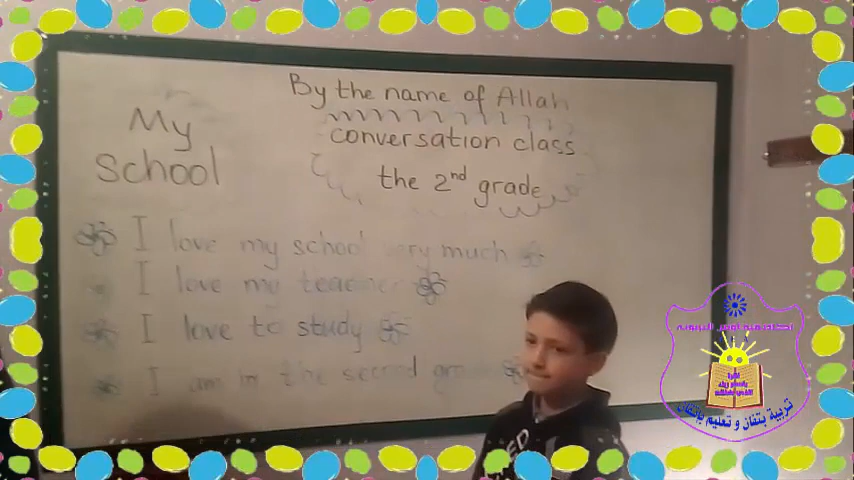 By the name of Allah
conversation class
the 2nd grade
My
school
I love my school very much
I love my teacher
I love to study
I am in the second
تربية بتفان و تعليم بإتقان